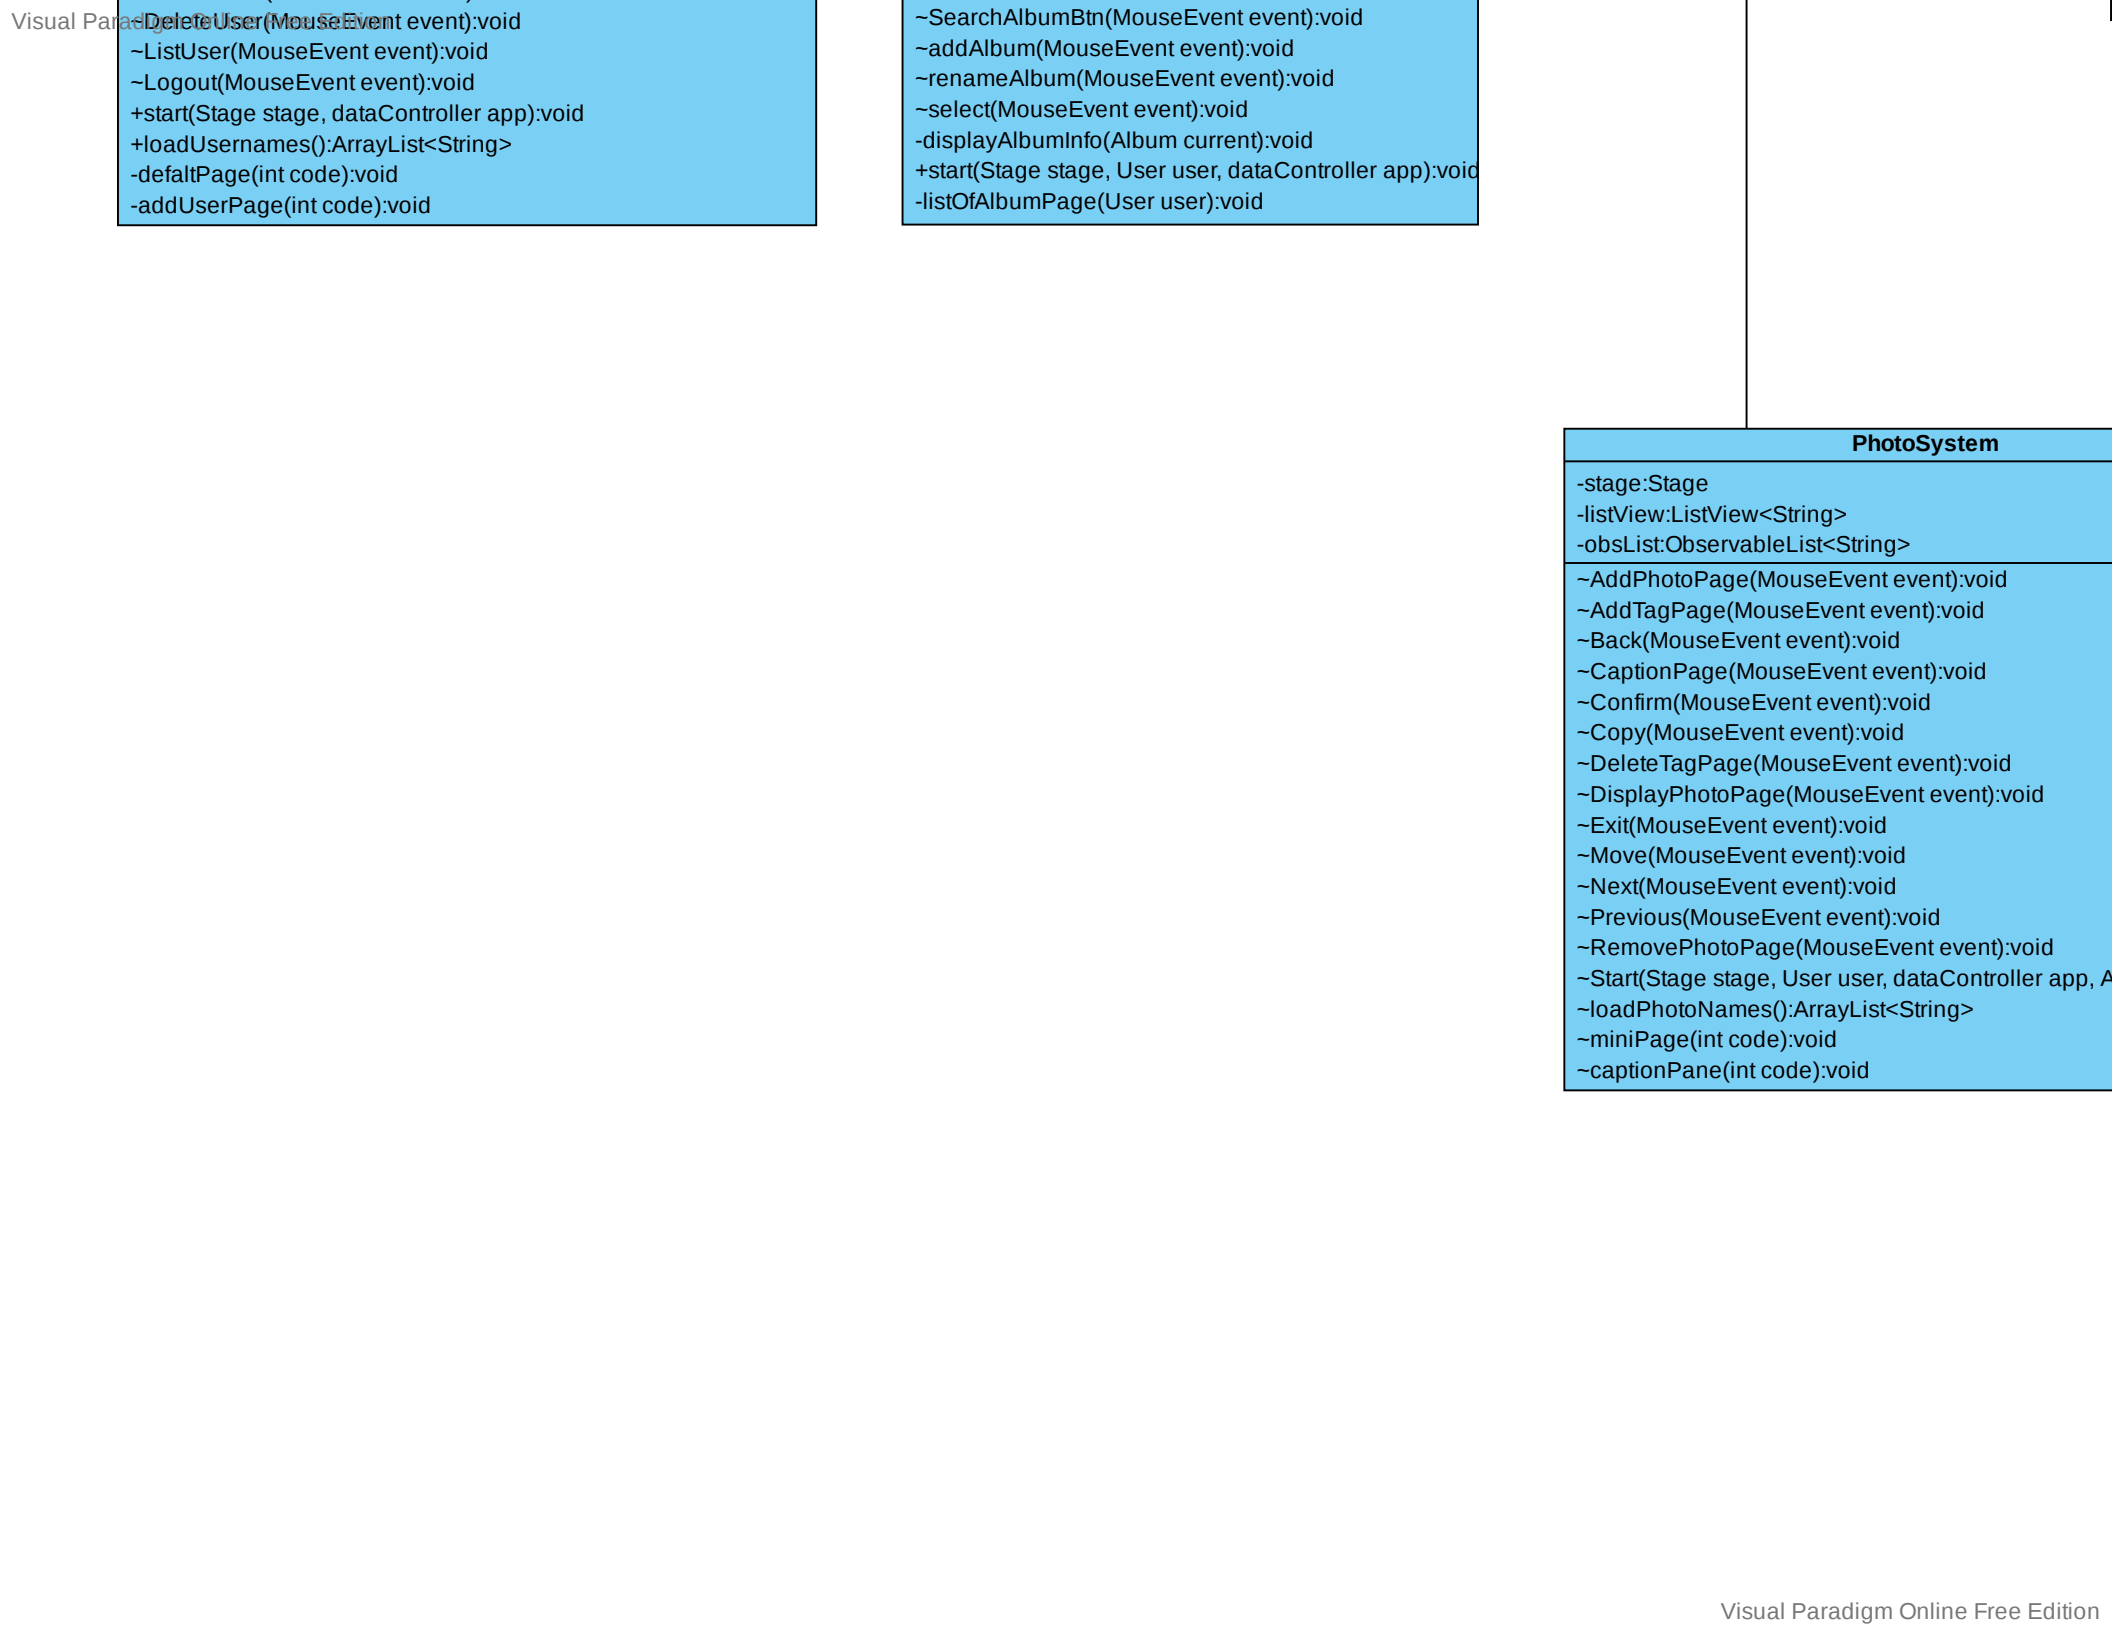 Visual Paradigm Online Free Edition
~DeleteUser(MouseEvent event):void
~ListUser(MouseEvent event):void
~Logout(MouseEvent event):void
+start(Stage stage, dataController app):void
+loadUsernames():ArrayList<String>
-defaltPage(int code):void
-addUserPage(int code):void
~SearchAlbumBtn(MouseEvent event):void
~addAlbum(MouseEvent event):void
~renameAlbum(MouseEvent event):void
~select(MouseEvent event):void
-displayAlbumInfo(Album current):void
+start(Stage stage, User user, dataController app):void
-listOfAlbumPage(User user):void
PhotoSystem
-stage:Stage
-listView:ListView<String>
-obsList:ObservableList<String>
~AddPhotoPage(MouseEvent event):void
~AddTagPage(MouseEvent event):void
~Back(MouseEvent event):void
~CaptionPage(MouseEvent event):void
~Confirm(MouseEvent event):void
~Copy(MouseEvent event):void
~DeleteTagPage(MouseEvent event):void
~DisplayPhotoPage(MouseEvent event):void
~Exit(MouseEvent event):void
~Move(MouseEvent event):void
~Next(MouseEvent event):void
~Previous(MouseEvent event):void
~RemovePhotoPage(MouseEvent event):void
~Start(Stage stage, User user, dataController app, A
~loadPhotoNames():ArrayList<String>
~miniPage(int code):void
~captionPane(int code):void
Visual Paradigm Online Free Edition